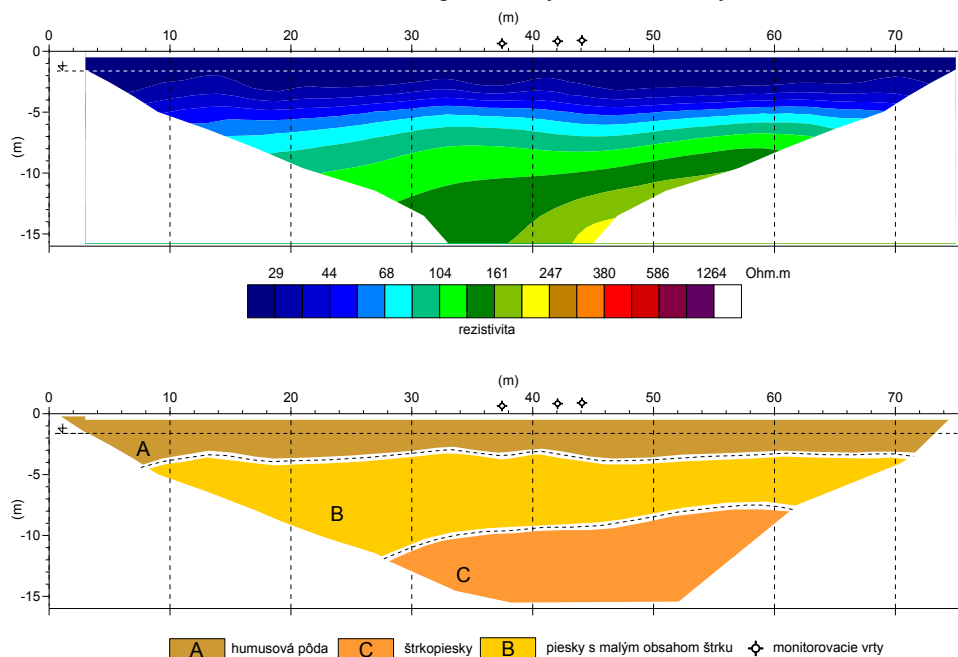 (m)
0 10 20 30 40 50 60 70
0
-5
-10
-15
(m)
29 44 68 104 161 247 380 586 1264 Ohm.m
rezistivita
(m)
0 10 20 30 40 50 60 70
0
-5
-10
-15
(m)
A
B
C
A humusová pôda C štrkopiesky B piesky s malým obsahom štrku monitorovacie vrty